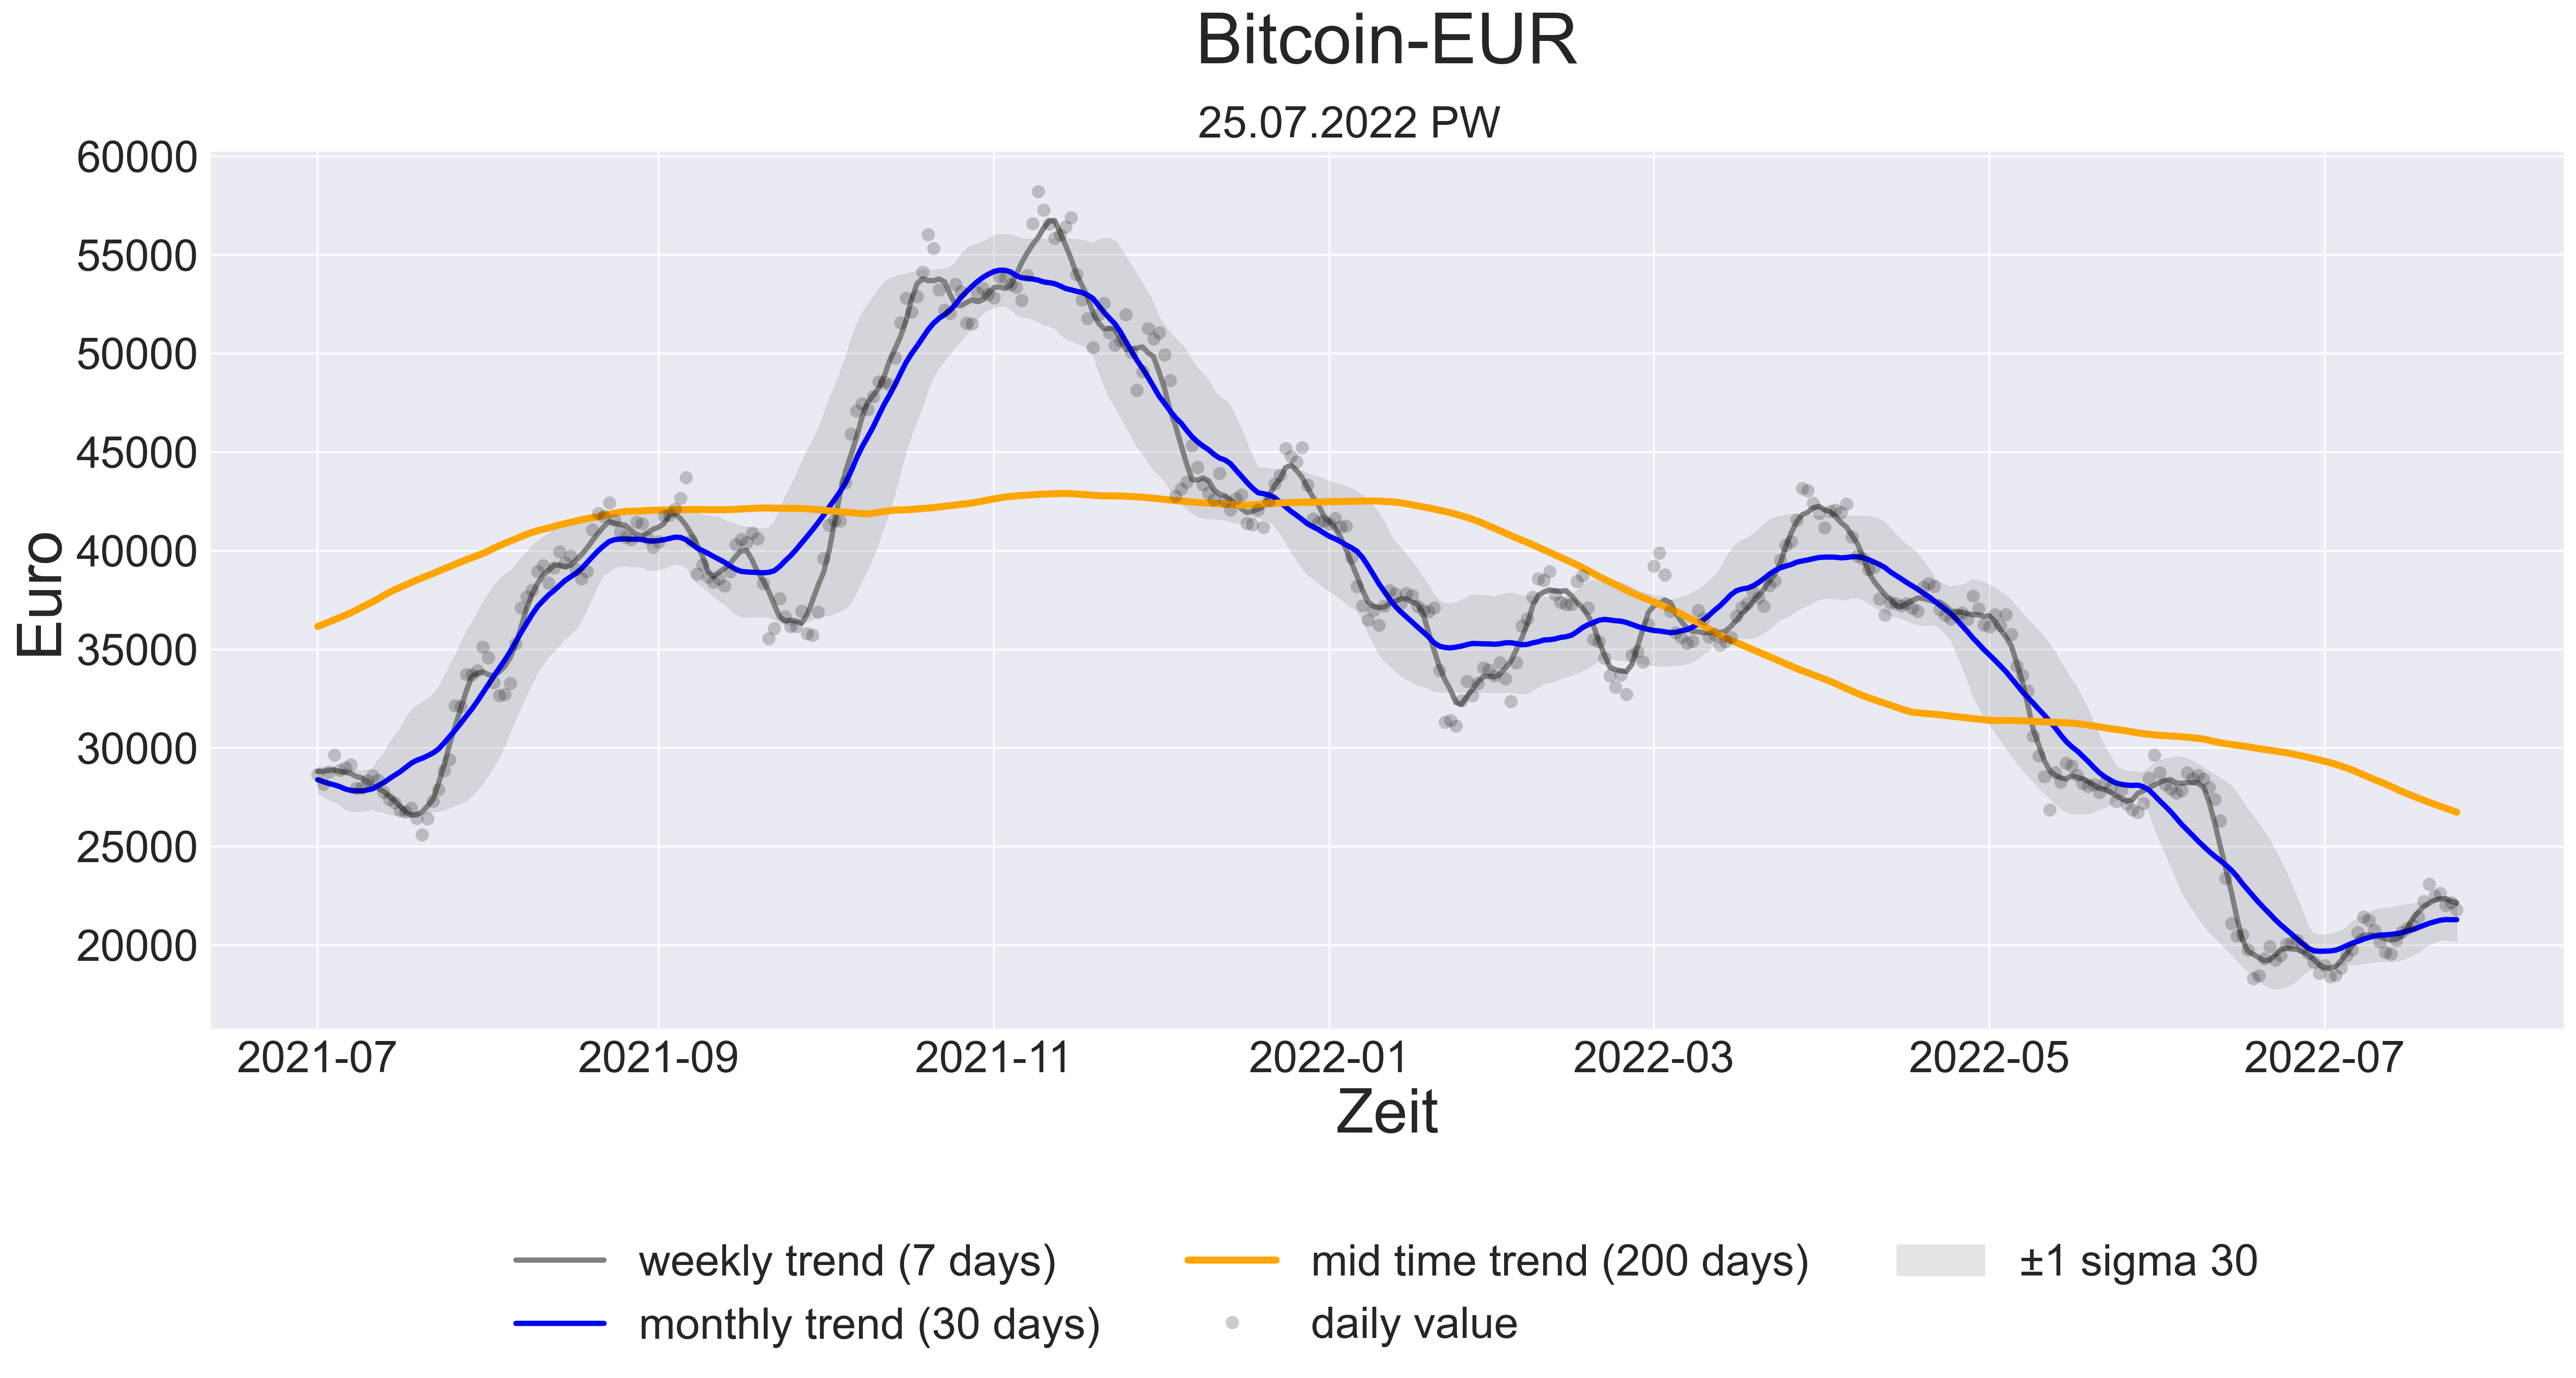 Bitcoin-EUR
25.07.2022 PW
60000
55000
50000
45000
40000
35000
30000
25000
20000
Euro
2021-07 2021-09 2021-11 2022-01 2022-03 2022-05 2022-07
Zeit
weekly trend (7 days) mid time trend (200 days) ±1 sigma 30
monthly trend (30 days) daily value